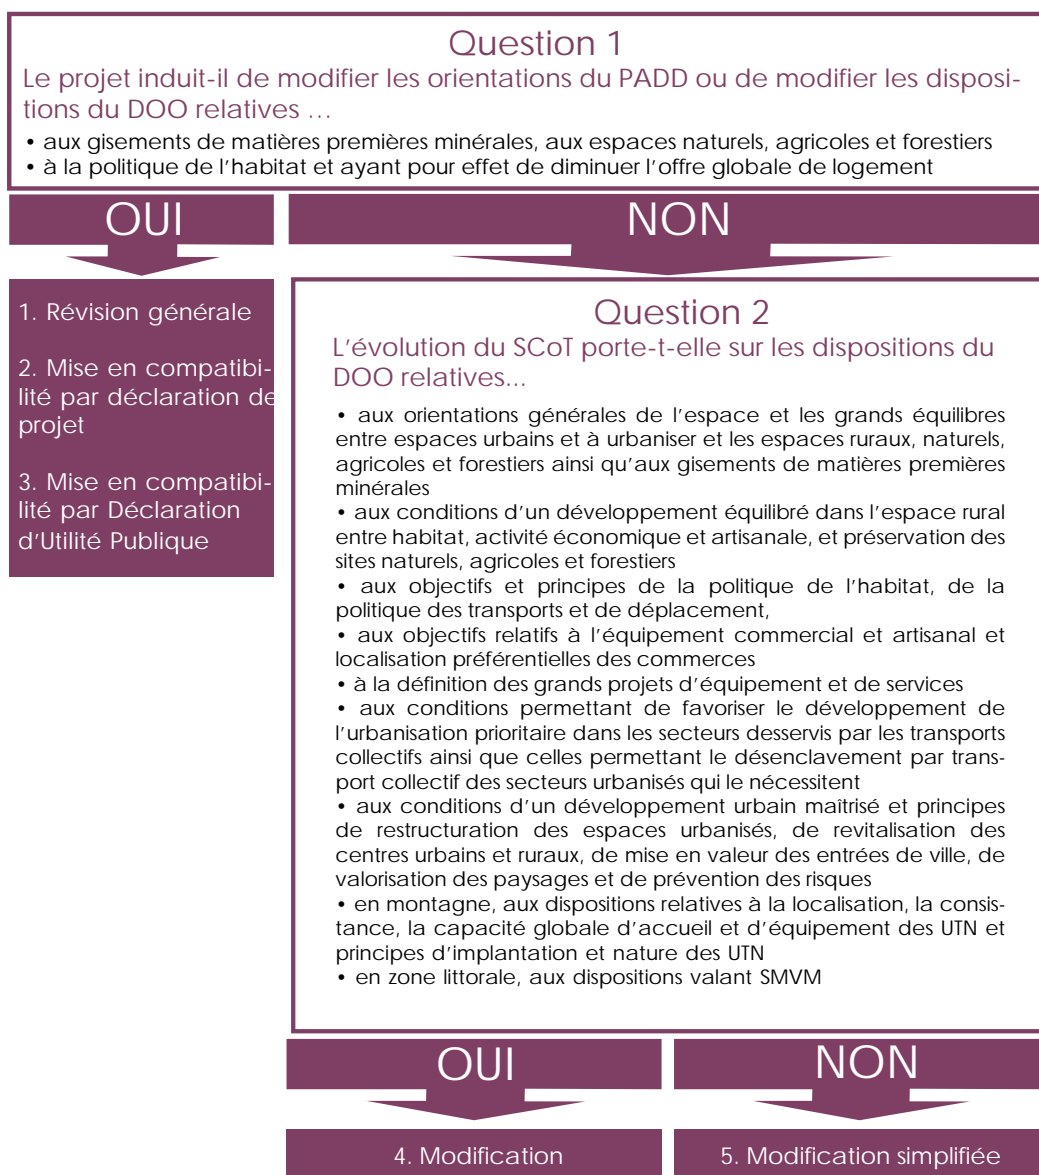 Question 1
Le projet induit-il de modifier les orientations du PADD ou de modifier les disposi-
tions du DOO relatives …
• aux gisements de matières premières minérales, aux espaces naturels, agricoles et forestiers
• à la politique de l'habitat et ayant pour effet de diminuer l'offre globale de logement
OUI
NON
1. Révision générale
2. Mise en compatibi-
lité par déclaration de
projet
3. Mise en compatibi-
lité par Déclaration
d'Utilité Publique
Question 2
L'évolution du SCoT porte-t-elle sur les dispositions du
DOO relatives...
• aux orientations générales de l'espace et les grands équilibres
entre espaces urbains et à urbaniser et les espaces ruraux, naturels,
agricoles et forestiers ainsi qu'aux gisements de matières premières
minérales
• aux conditions d'un développement équilibré dans l'espace rural
entre habitat, activité économique et artisanale, et préservation des
sites naturels, agricoles et forestiers
• aux objectifs et principes de la politique de l'habitat, de la
politique des transports et de déplacement,
• aux objectifs relatifs à l'équipement commercial et artisanal et
localisation préférentielles des commerces
• à la définition des grands projets d'équipement et de services
• aux conditions permettant de favoriser le développement de
l'urbanisation prioritaire dans les secteurs desservis par les transports
collectifs ainsi que celles permettant le désenclavement par trans-
port collectif des secteurs urbanisés qui le nécessitent
• aux conditions d'un développement urbain maîtrisé et principes
de restructuration des espaces urbanisés, de revitalisation des
centres urbains et ruraux, de mise en valeur des entrées de ville, de
valorisation des paysages et de prévention des risques
• en montagne, aux dispositions relatives à la localisation, la consis-
tance, la capacité globale d'accueil et d'équipement des UTN et
principes d'implantation et nature des UTN
• en zone littorale, aux dispositions valant SMVM
OUI
NON
4. Modification
5. Modification simplifiée